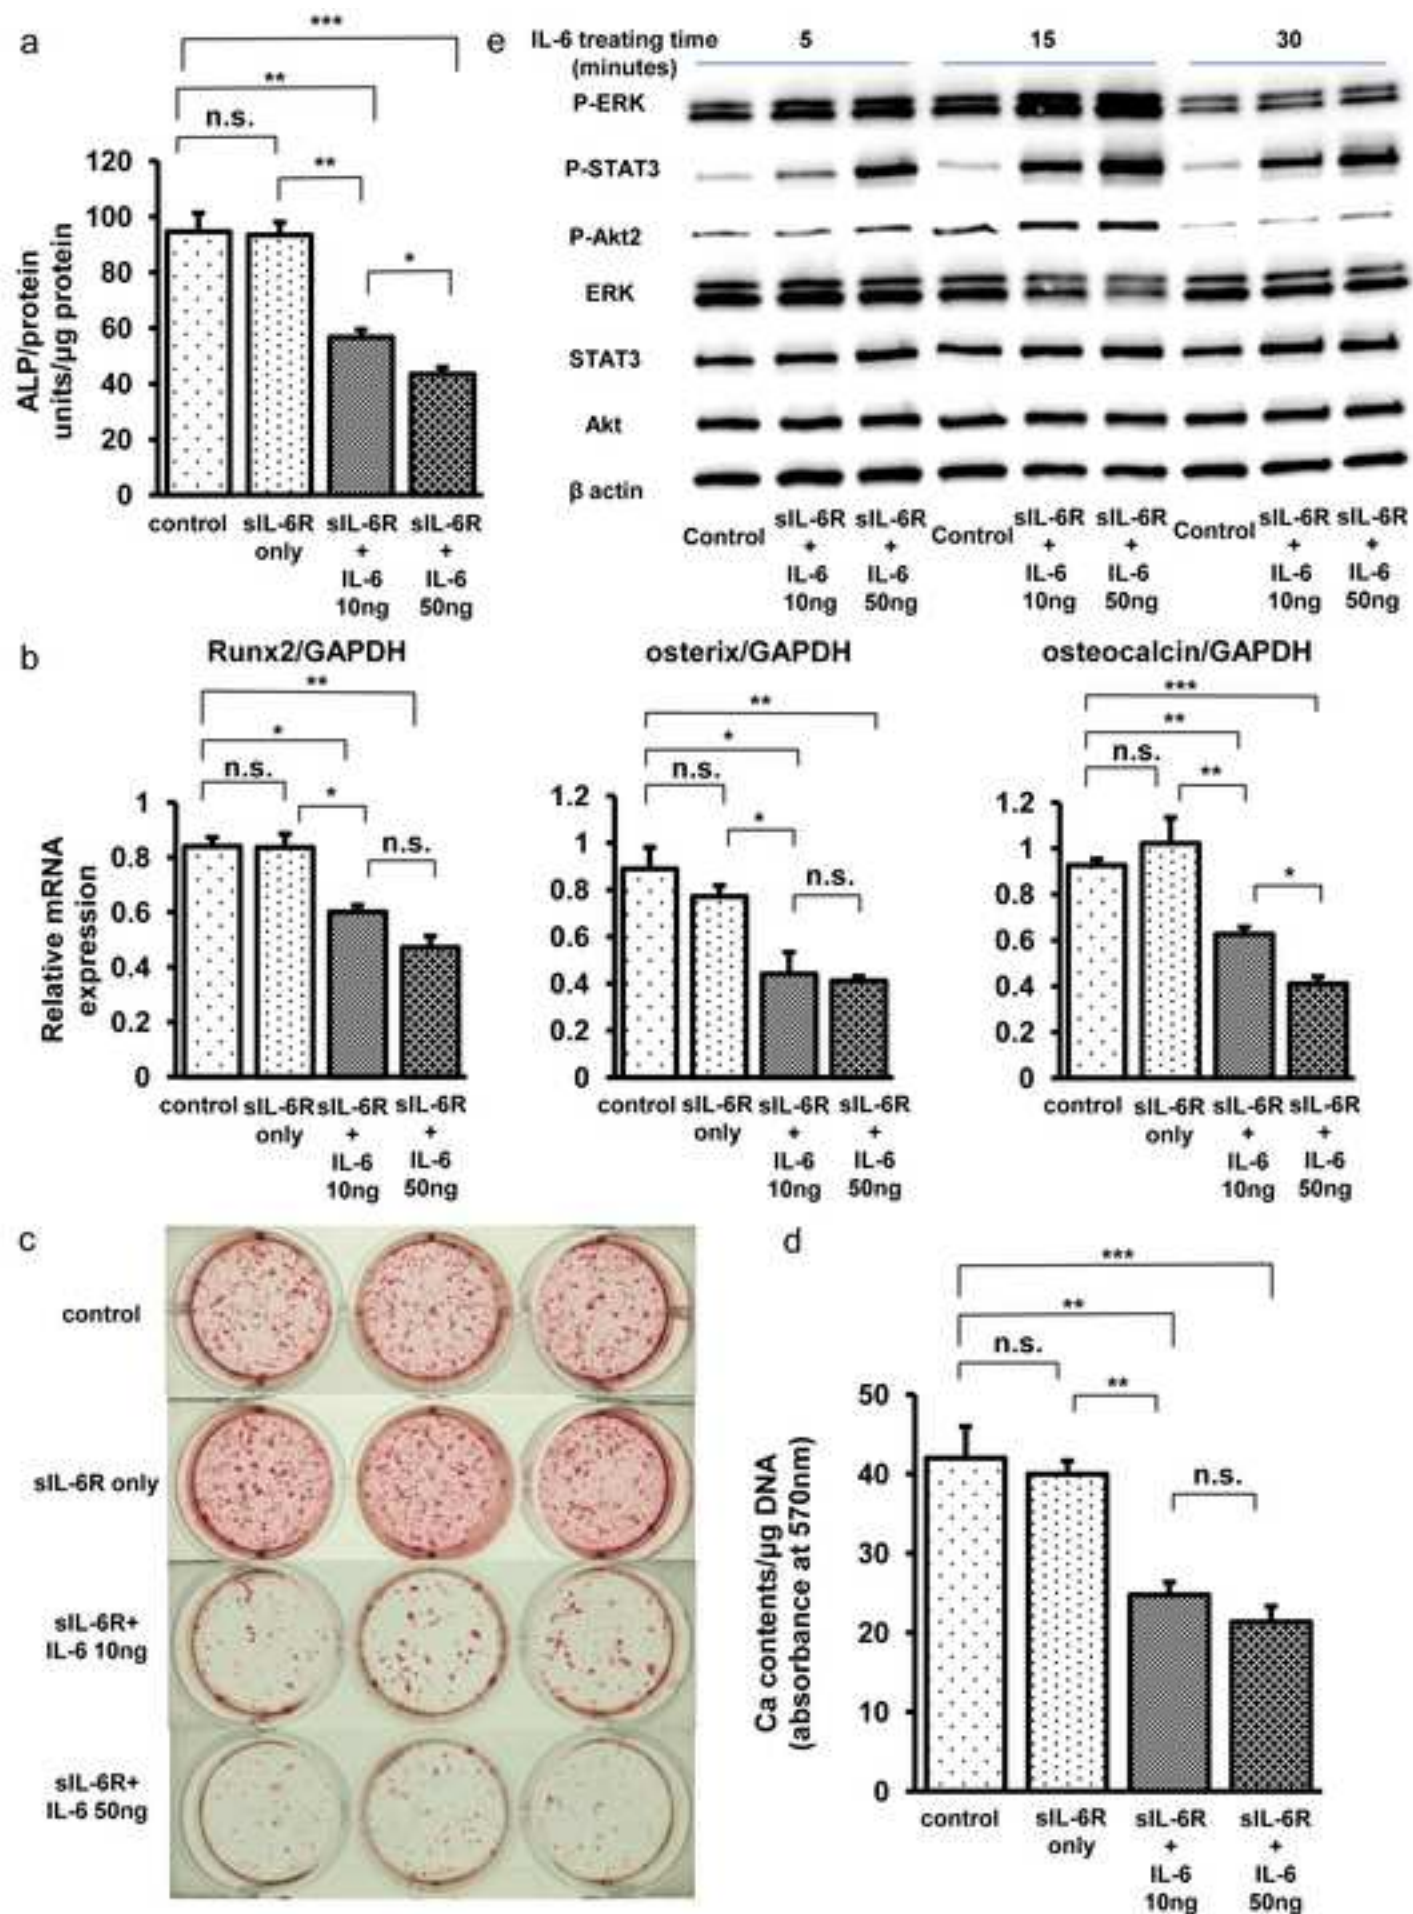 a
***
**
n.s.
**
*
120
100
80
60
40
20
0
ALP/protein
units/μg protein
control sIL-6R sIL-6R sIL-6R
only + +
IL-6 IL-6
10ng 50ng
e IL-6 treating time 5 15 30
(minutes)
P-ERK
P-STAT3
P-Akt2
ERK
STAT3
Akt
β actin
Control sIL-6R sIL-6R Control sIL-6R sIL-6R Control sIL-6R sIL-6R
+ + + + + +
IL-6 IL-6 IL-6 IL-6 IL-6 IL-6
10ng 50ng 10ng 50ng 10ng 50ng
b
Runx2/GAPDH
**
*
n.s.
*
n.s.
1
0.8
0.6
0.4
0.2
0
Relative mRNA
expression
control sIL-6R sIL-6R sIL-6R
only + +
IL-6 IL-6
10ng 50ng
osterix/GAPDH
**
*
n.s.
*
n.s.
1.2
1
0.8
0.6
0.4
0.2
0
control sIL-6R sIL-6R sIL-6R
only + +
IL-6 IL-6
10ng 50ng
osteocalcin/GAPDH
***
**
n.s.
**
*
1.2
1
0.8
0.6
0.4
0.2
0
control sIL-6R sIL-6R sIL-6R
only + +
IL-6 IL-6
10ng 50ng
c
control
sIL-6R only
sIL-6R+
IL-6 10ng
sIL-6R+
IL-6 50ng
d
***
**
n.s.
**
n.s.
50
40
30
20
10
0
Ca contents/μg DNA
(absorbance at 570nm)
control sIL-6R sIL-6R sIL-6R
only + +
IL-6 IL-6
10ng 50ng